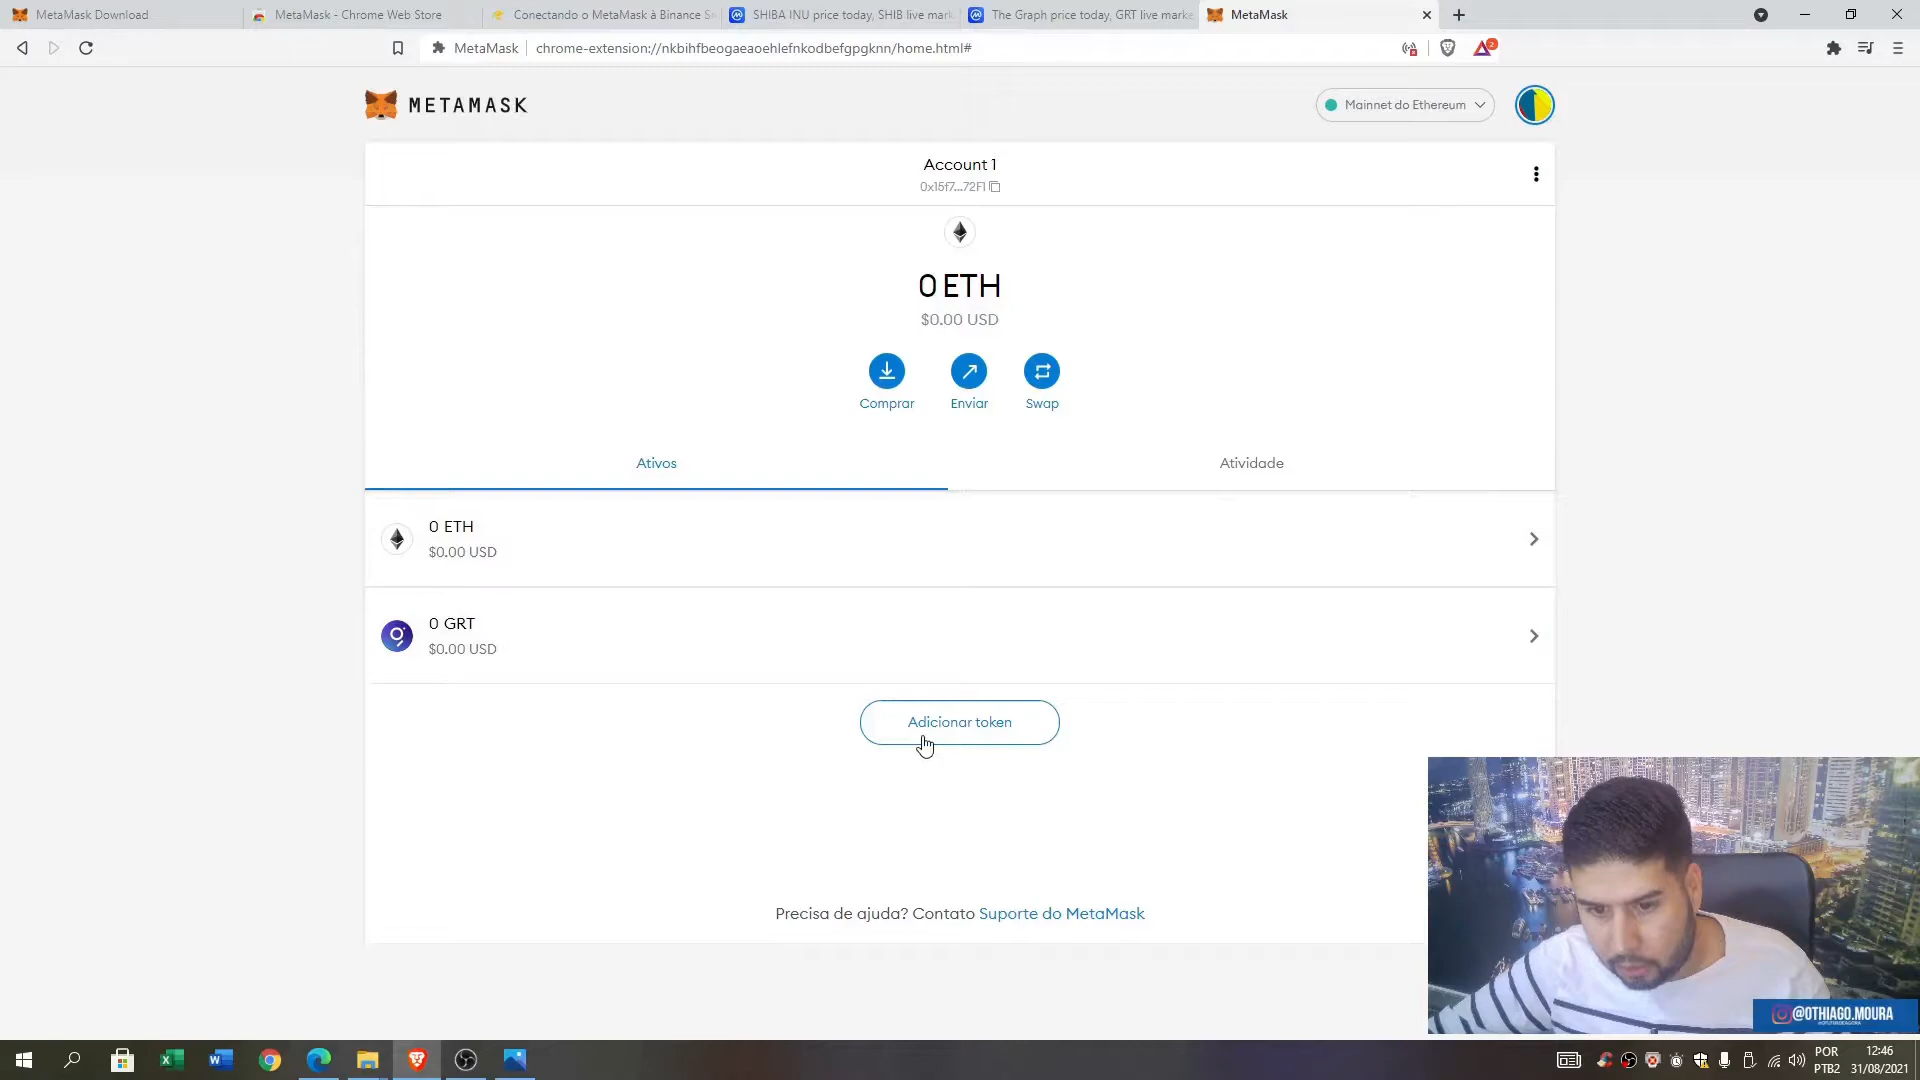 MetaMask Download
MetaMask - Chrome Web Store
Conectando o MetaMask à Binance S
SHIBA INU price today, SHIB live mark
The Graph price today, GRT live marke
MetaMask
MetaMask
chrome-extension://nkbihfbeogaeaoehlefnkodbefgpgknn/home.html#
2
METAMASK
Mainnet do Ethereum
Account 1
0x15f7...72F1
0 ETH
$0.00 USD
Comprar
Enviar
Swap
Ativos
Atividade
0 ETH
$0.00 USD
0 GRT
$0.00 USD
Adicionar token
Precisa de ajuda? Contato Suporte do MetaMask
@OTHIAGO.MOURA
POR
PTB2
12:46
31/08/2021